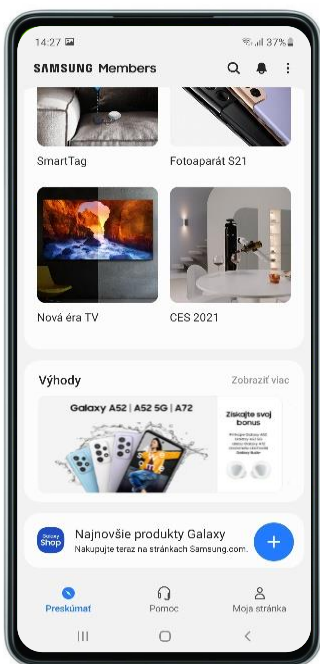 14:27
37%
SAMSUNG Members
SmartTag
Fotoaparát S21
Nová éra TV
CES 2021
Výhody
Zobraziť viac
Galaxy A52 | A52 5G | A72
Získajte svoj
bonus
Galaxy
Shop
Najnovšie produkty Galaxy
Nakupujte teraz na stránkach Samsung.com.
Preskúmať
Pomoc
Moja stránka